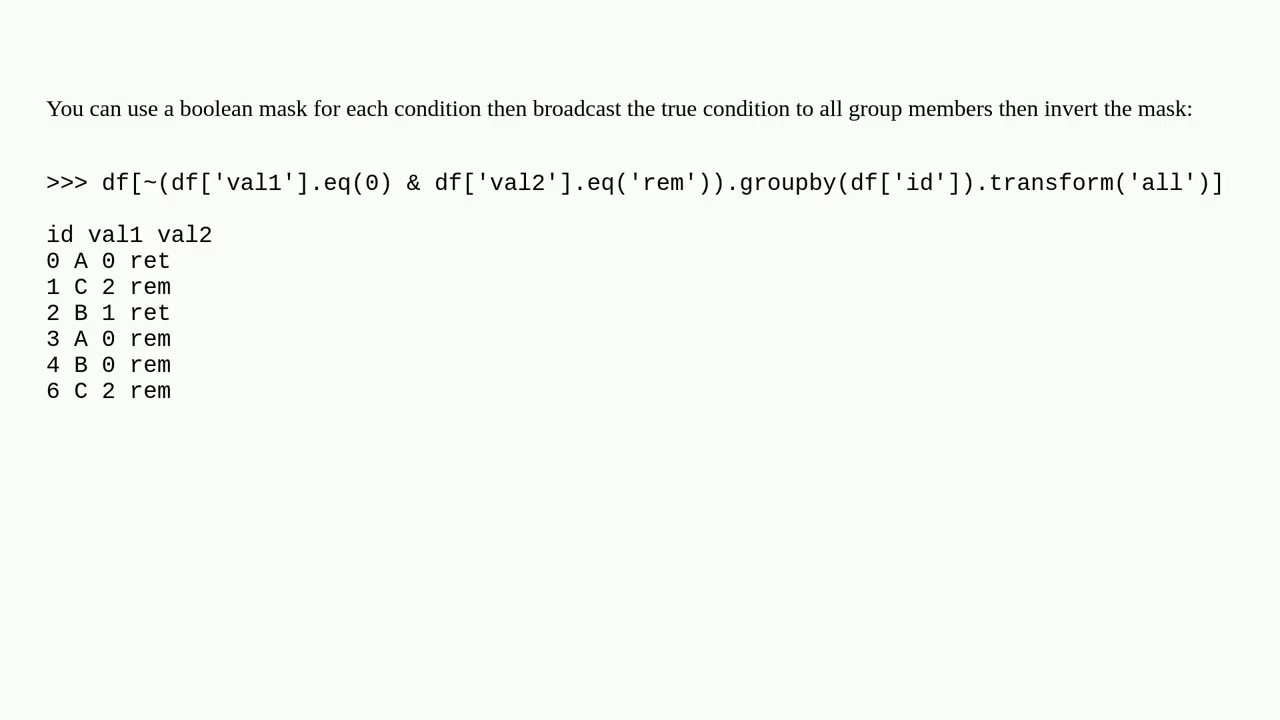 You can use a boolean mask for each condition then broadcast the true condition to all group members then invert the mask:
>>> df[~(df['val1'].eq(0) & df['val2'].eq('rem')).groupby(df['id']).transform('all')]
id val1 val2
0 A 0 ret
1 C 2 rem
2 B 1 ret
3 A 0 rem
4 B 0 rem
6 C 2 rem